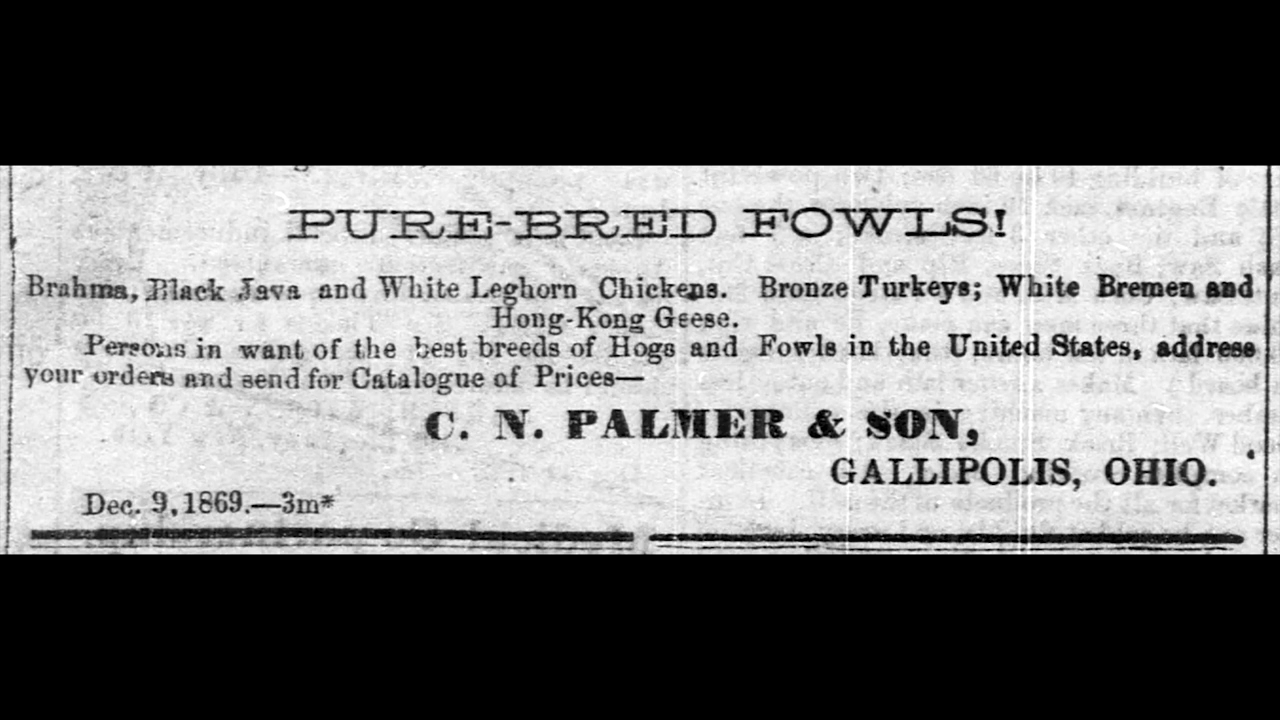 PURE-BRED FOWLS!
Brahma, Black Java and White Leghorn Chickens. Bronze Turkeys; White Bremen and
Hong-Kong Geese.
Persons in want of the best breeds of Hogs and Fowls in the United States, address
your orders and send for Catalogue of Prices—
C. N. PALMER & SON,
GALLIPOLIS, OHIO.
Dec. 9, 1869.—3m*